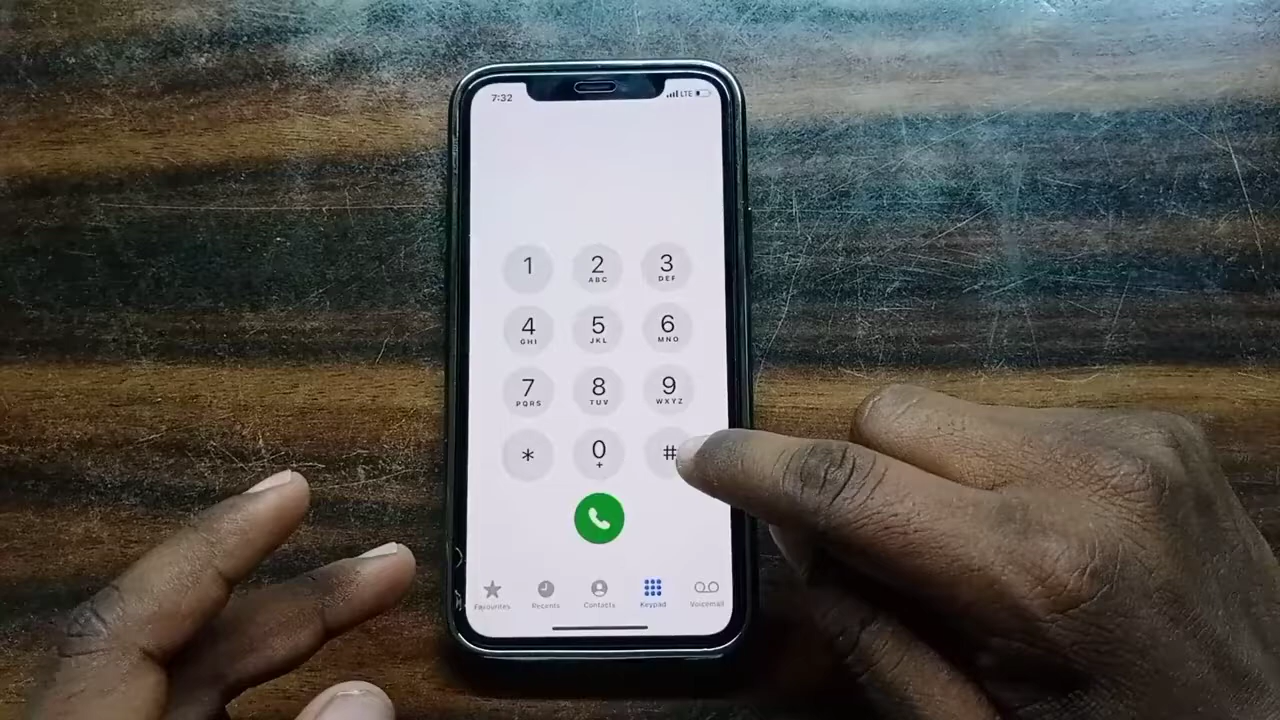 7:32 LTE
1 2 3
ABC DEF
4 5 6
GHI JKL MNO
7 8 9
PQRS TUV WXYZ
* 0 #
+
Favourites Recents Contacts Keypad Voicemail